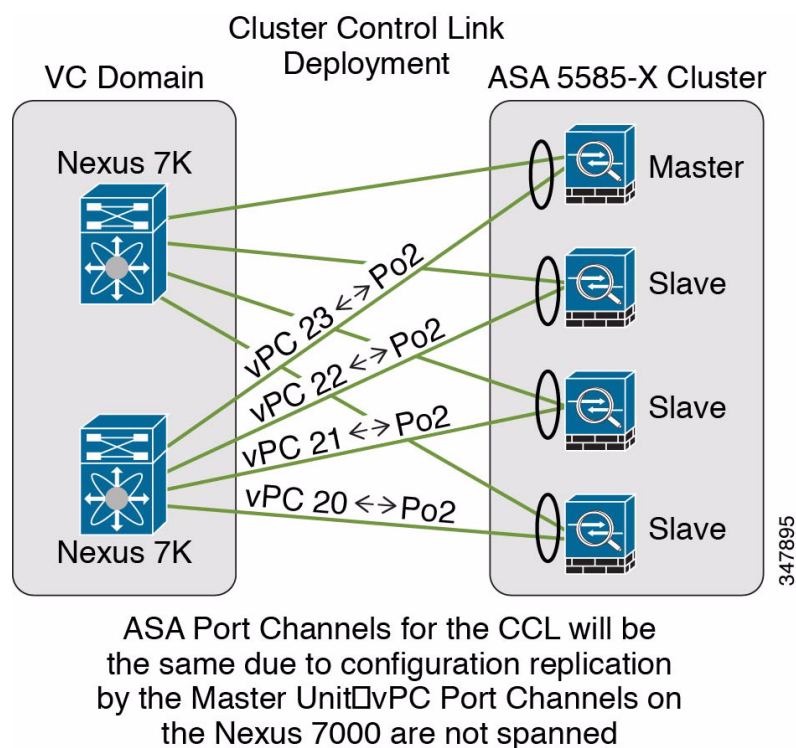 Cluster Control Link
Deployment
VC Domain
ASA 5585-X Cluster
Nexus 7K
Master
Slave
vPC 23 <-> Po2
vPC 22 <-> Po2
Slave
vPC 21 <-> Po2
vPC 20 <-> Po2
Slave
Nexus 7K
347895
ASA Port Channels for the CCL will be
the same due to configuration replication
by the Master Unit□vPC Port Channels on
the Nexus 7000 are not spanned